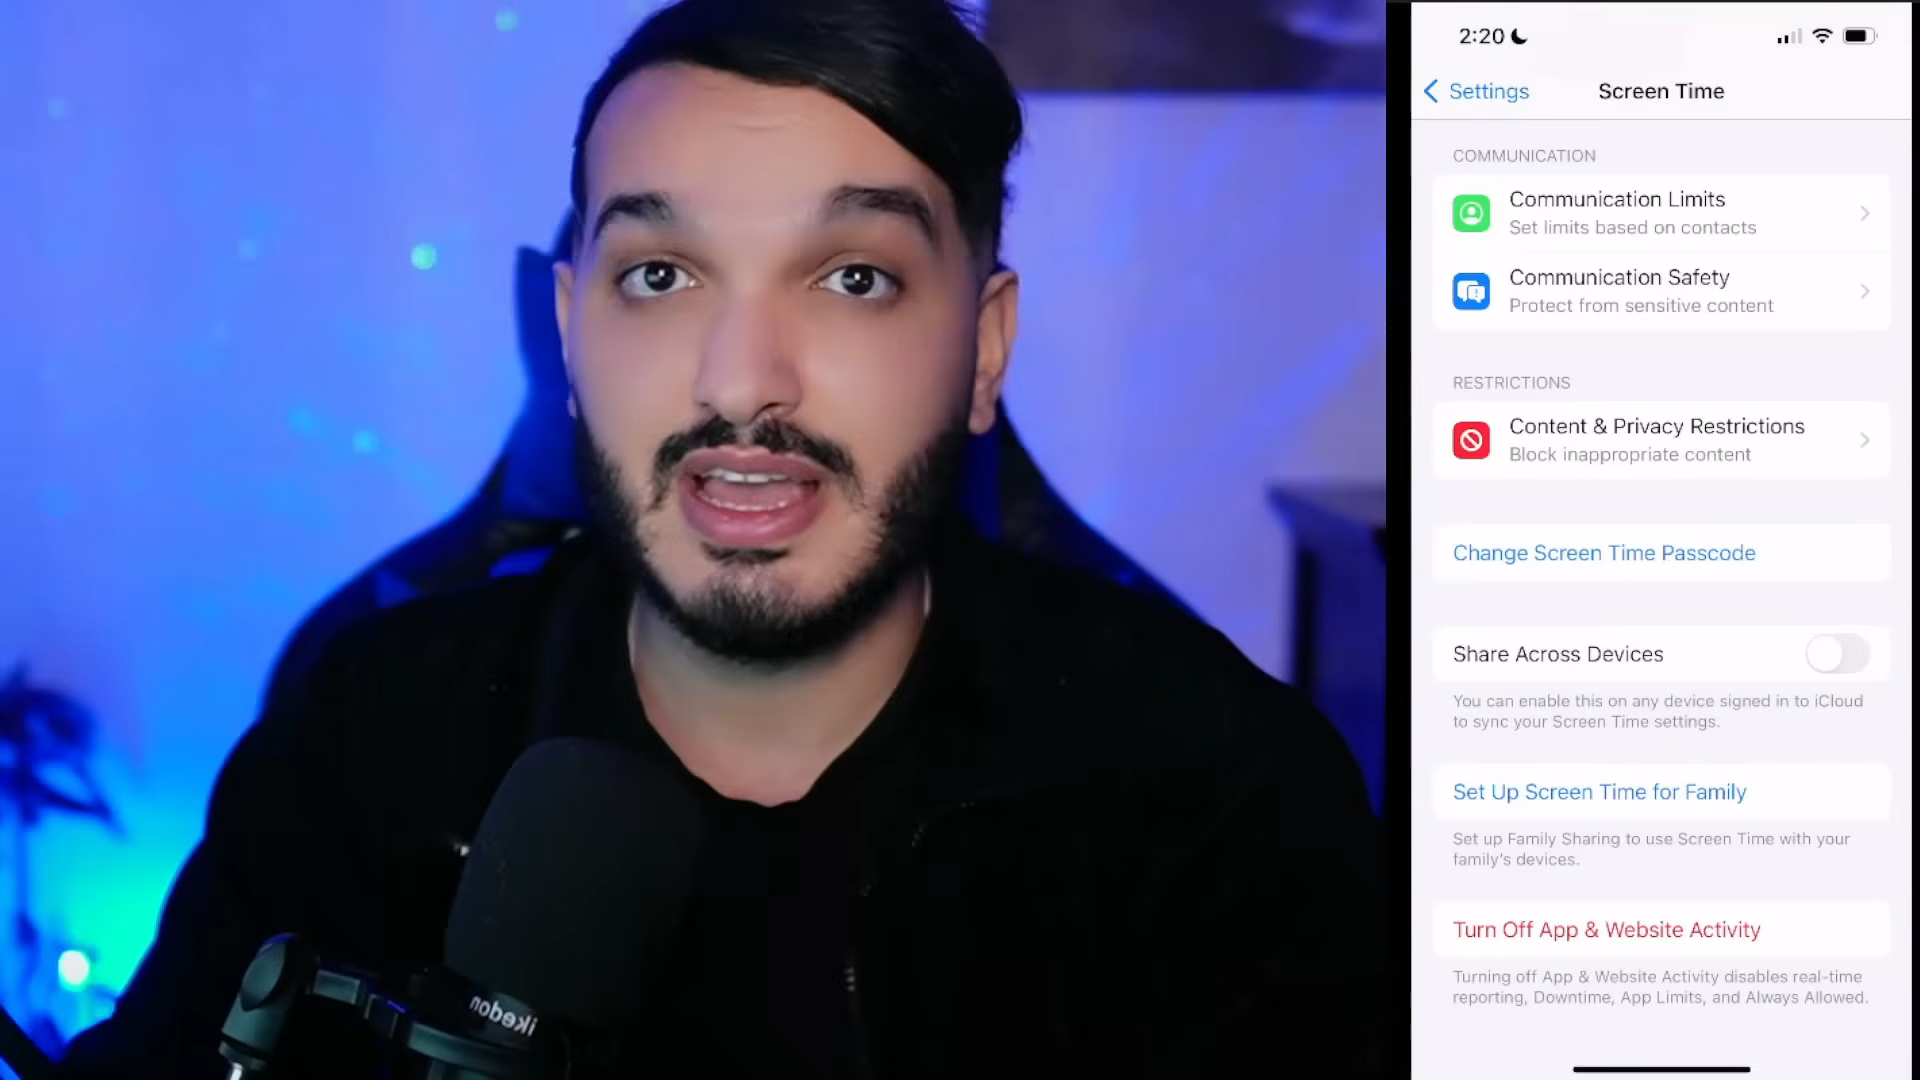 2:20
Settings
Screen Time
COMMUNICATION
Communication Limits
Set limits based on contacts
Communication Safety
Protect from sensitive content
RESTRICTIONS
Content & Privacy Restrictions
Block inappropriate content
Change Screen Time Passcode
Share Across Devices
You can enable this on any device signed in to iCloud
to sync your Screen Time settings.
Set Up Screen Time for Family
Set up Family Sharing to use Screen Time with your
family's devices.
Turn Off App & Website Activity
Turning off App & Website Activity disables real-time
reporting, Downtime, App Limits, and Always Allowed.
ikedon